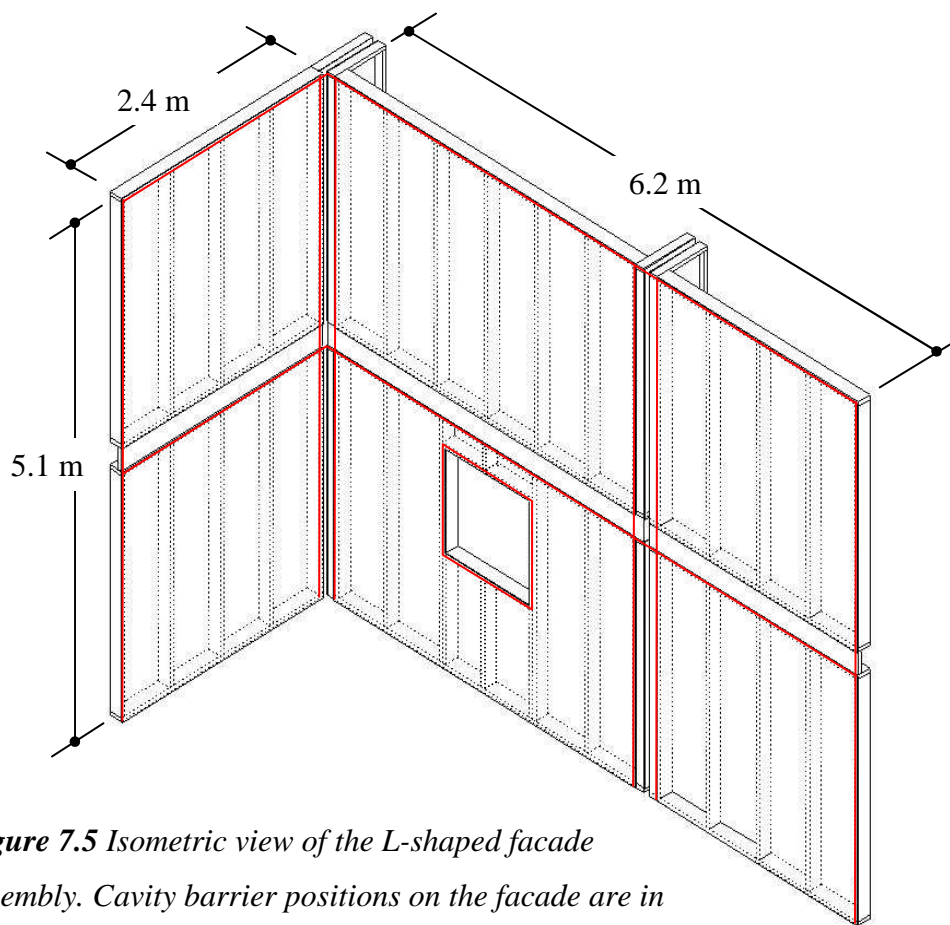 2.4 m
6.2 m
5.1 m
gure 7.5 Isometric view of the L-shaped facade
embly. Cavity barrier positions on the facade are in